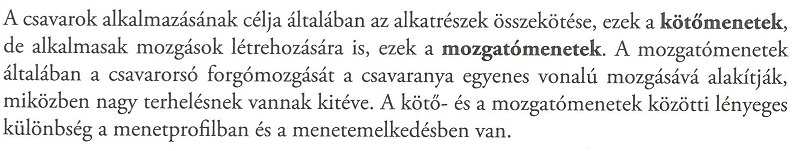 A csavarok alkalmazásának célja általában az alkatrészek összekötése, ezek a kötőmenetek,
de alkalmasak mozgások létrehozására is, ezek a mozgatómenetek. A mozgatómenetek
általában a csavarorsó forgómozgását a csavaranya egyenes vonalú mozgásává alakítják,
miközben nagy terhelésnek vannak kitéve. A kötő- és a mozgatómenetek közötti lényeges
különbség a menetprofilban és a menetemelkedésben van.